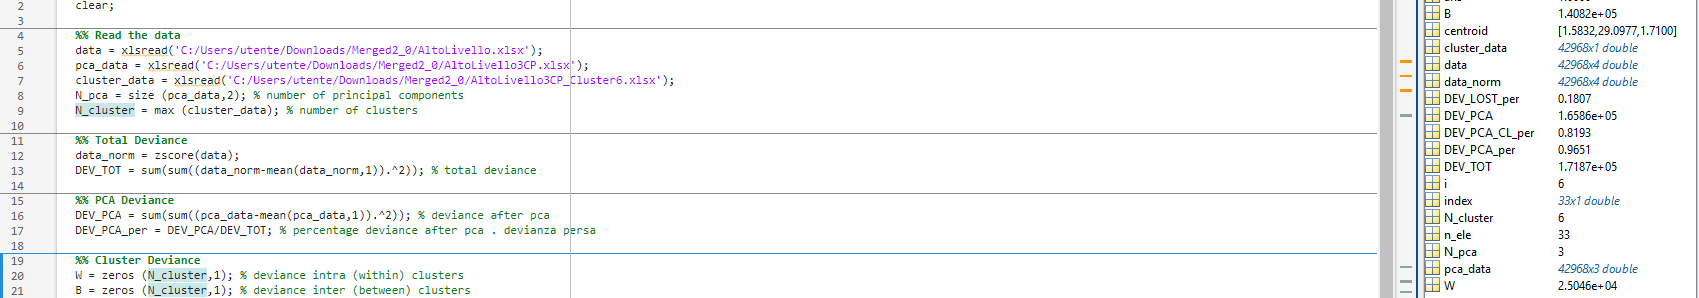 2 clear;
3
4 %% Read the data
5 data = xlsread('C:/Users/utente/Downloads/Merged2_0/AltoLivello.xlsx');
6 pca_data = xlsread('C:/Users/utente/Downloads/Merged2_0/AltoLivello3CP.xlsx');
7 cluster_data = xlsread('C:/Users/utente/Downloads/Merged2_0/AltoLivello3CP_Cluster6.xlsx');
8 N_pca = size (pca_data,2); % number of principal components
9 N_cluster = max (cluster_data); % number of clusters
10
11 %% Total Deviance
12 data_norm = zscore(data);
13 DEV_TOT = sum(sum((data_norm-mean(data_norm,1)).^2)); % total deviance
14
15 %% PCA Deviance
16 DEV_PCA = sum(sum((pca_data-mean(pca_data,1)).^2)); % deviance after pca
17 DEV_PCA_per = DEV_PCA/DEV_TOT; % percentage deviance after pca . devianza persa
18
19 %% Cluster Deviance
20 W = zeros (N_cluster,1); % deviance intra (within) clusters
21 B = zeros (N_cluster,1); % deviance inter (between) clusters
B 1.4082e+05
centroid [1.5832,29.0977,1.7100]
cluster_data 42968x1 double
data 42968x4 double
data_norm 42968x4 double
DEV_LOST_per 0.1807
DEV_PCA 1.6586e+05
DEV_PCA_CL_per 0.8193
DEV_PCA_per 0.9651
DEV_TOT 1.7187e+05
i 6
index 33x1 double
N_cluster 6
n_ele 33
N_pca 3
pca_data 42968x3 double
W 2.5046e+04